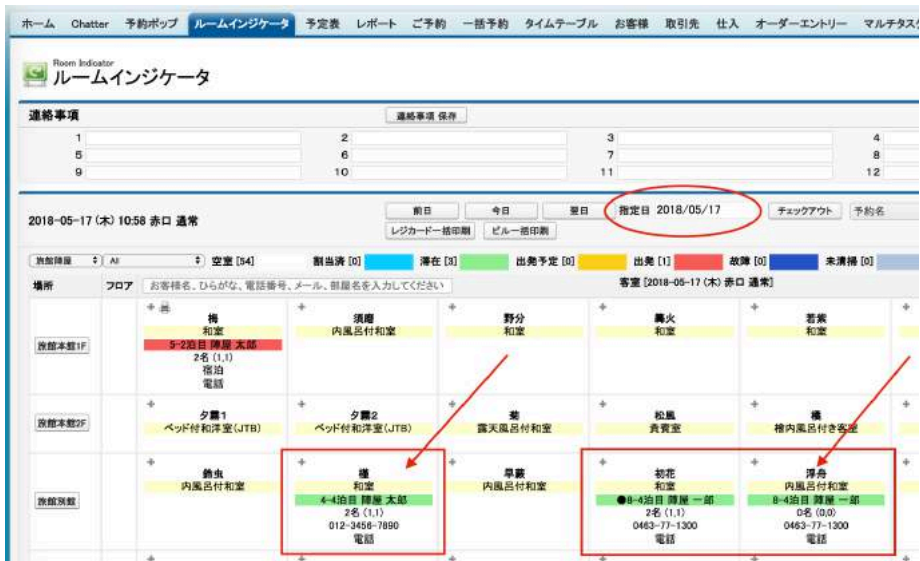 ホーム Chatter 予約ポップ ルームインジケータ 予定表 レポート ご予約 一括予約 タイムテーブル お客様 取引先 仕入 オーダーエントリー マルチタスク
Room Indicator
ルームインジケータ
連絡事項 連絡事項 保存
1 2 3 4
5 6 7 8
9 10 11 12
2018-05-17 (木) 10:58 赤口 通常 前日 今日 翌日 指定日 2018/05/17 チェックアウト 予約名
レジカード一括印刷 ビル一括印刷
旅館陣屋 All 空室 [54] 割当済 [0] 滞在 [3] 出発予定 [0] 出発 [1] 故障 [0] 未清掃 [0]
場所 フロア お客様名、ひらがな、電話番号、メール、部屋名を入力してください 客室 [2018-05-17 (木) 赤口 通常]
梅 須磨 野分 篝火 若紫
旅館本館1F 和室 内風呂付和室 和室 和室 和室
5-2泊目 陣屋 太郎
2名 (1,1)
宿泊
電話
夕霧1 夕霧2 菊 松風 橘
旅館本館2F ベッド付和洋室(JTB) ベッド付和洋室(JTB) 露天風呂付和室 貴賓室 檜内風呂付き客室
鈴虫 槿 早蕨 初花 浮舟
内風呂付和室 和室 内風呂付和室 和室 内風呂付和室
旅館別館 4-4泊目 陣屋 太郎 ●8-4泊目 陣屋 一郎 8-4泊目 陣屋 一郎
2名 (1,1) 2名 (1,1) 0名 (0,0)
012-3456-7890 0463-77-1300 0463-77-1300
電話 電話 電話